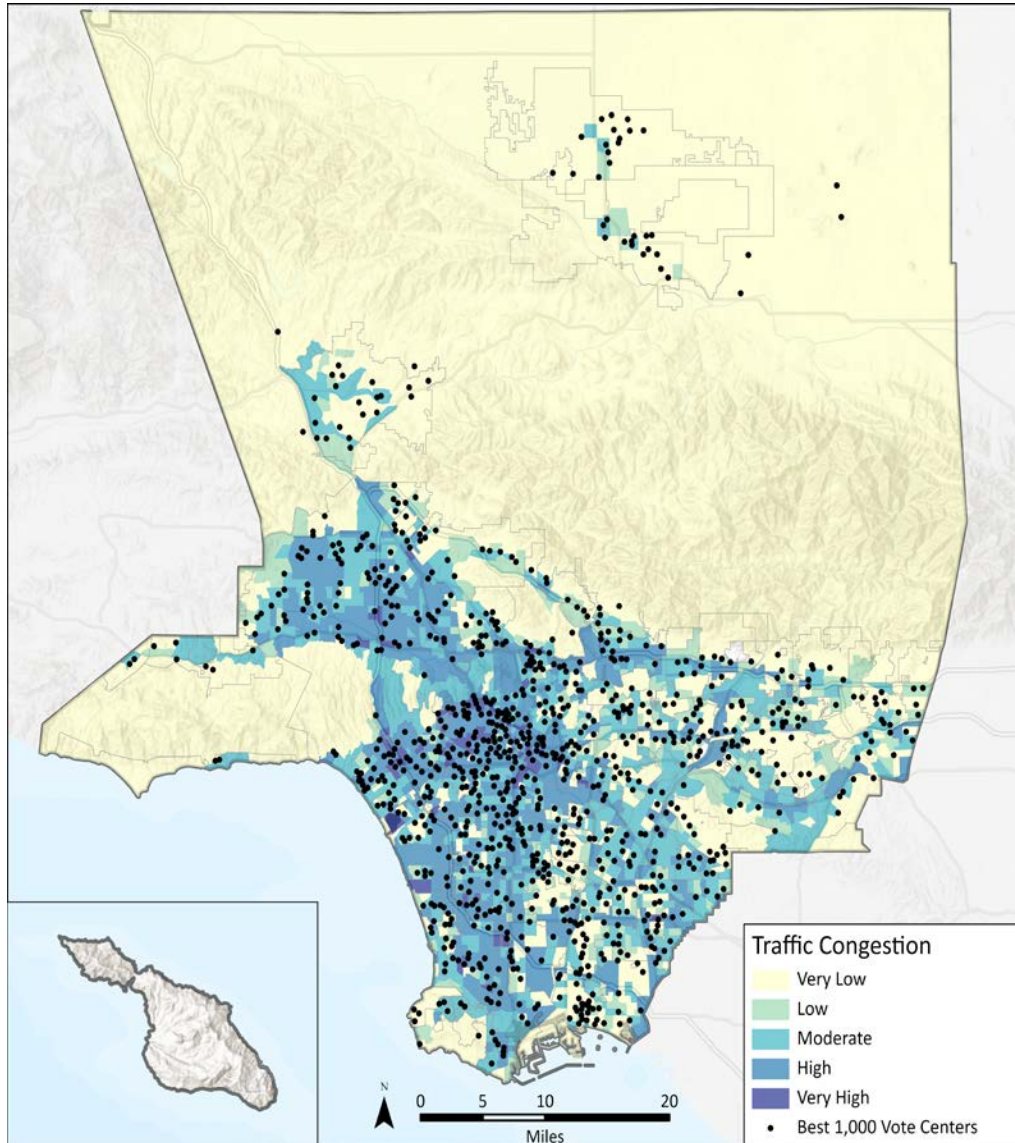 Traffic Congestion
Very Low
Low
Moderate
High
Very High
Best 1,000 Vote Centers
N
0 5 10 20
Miles